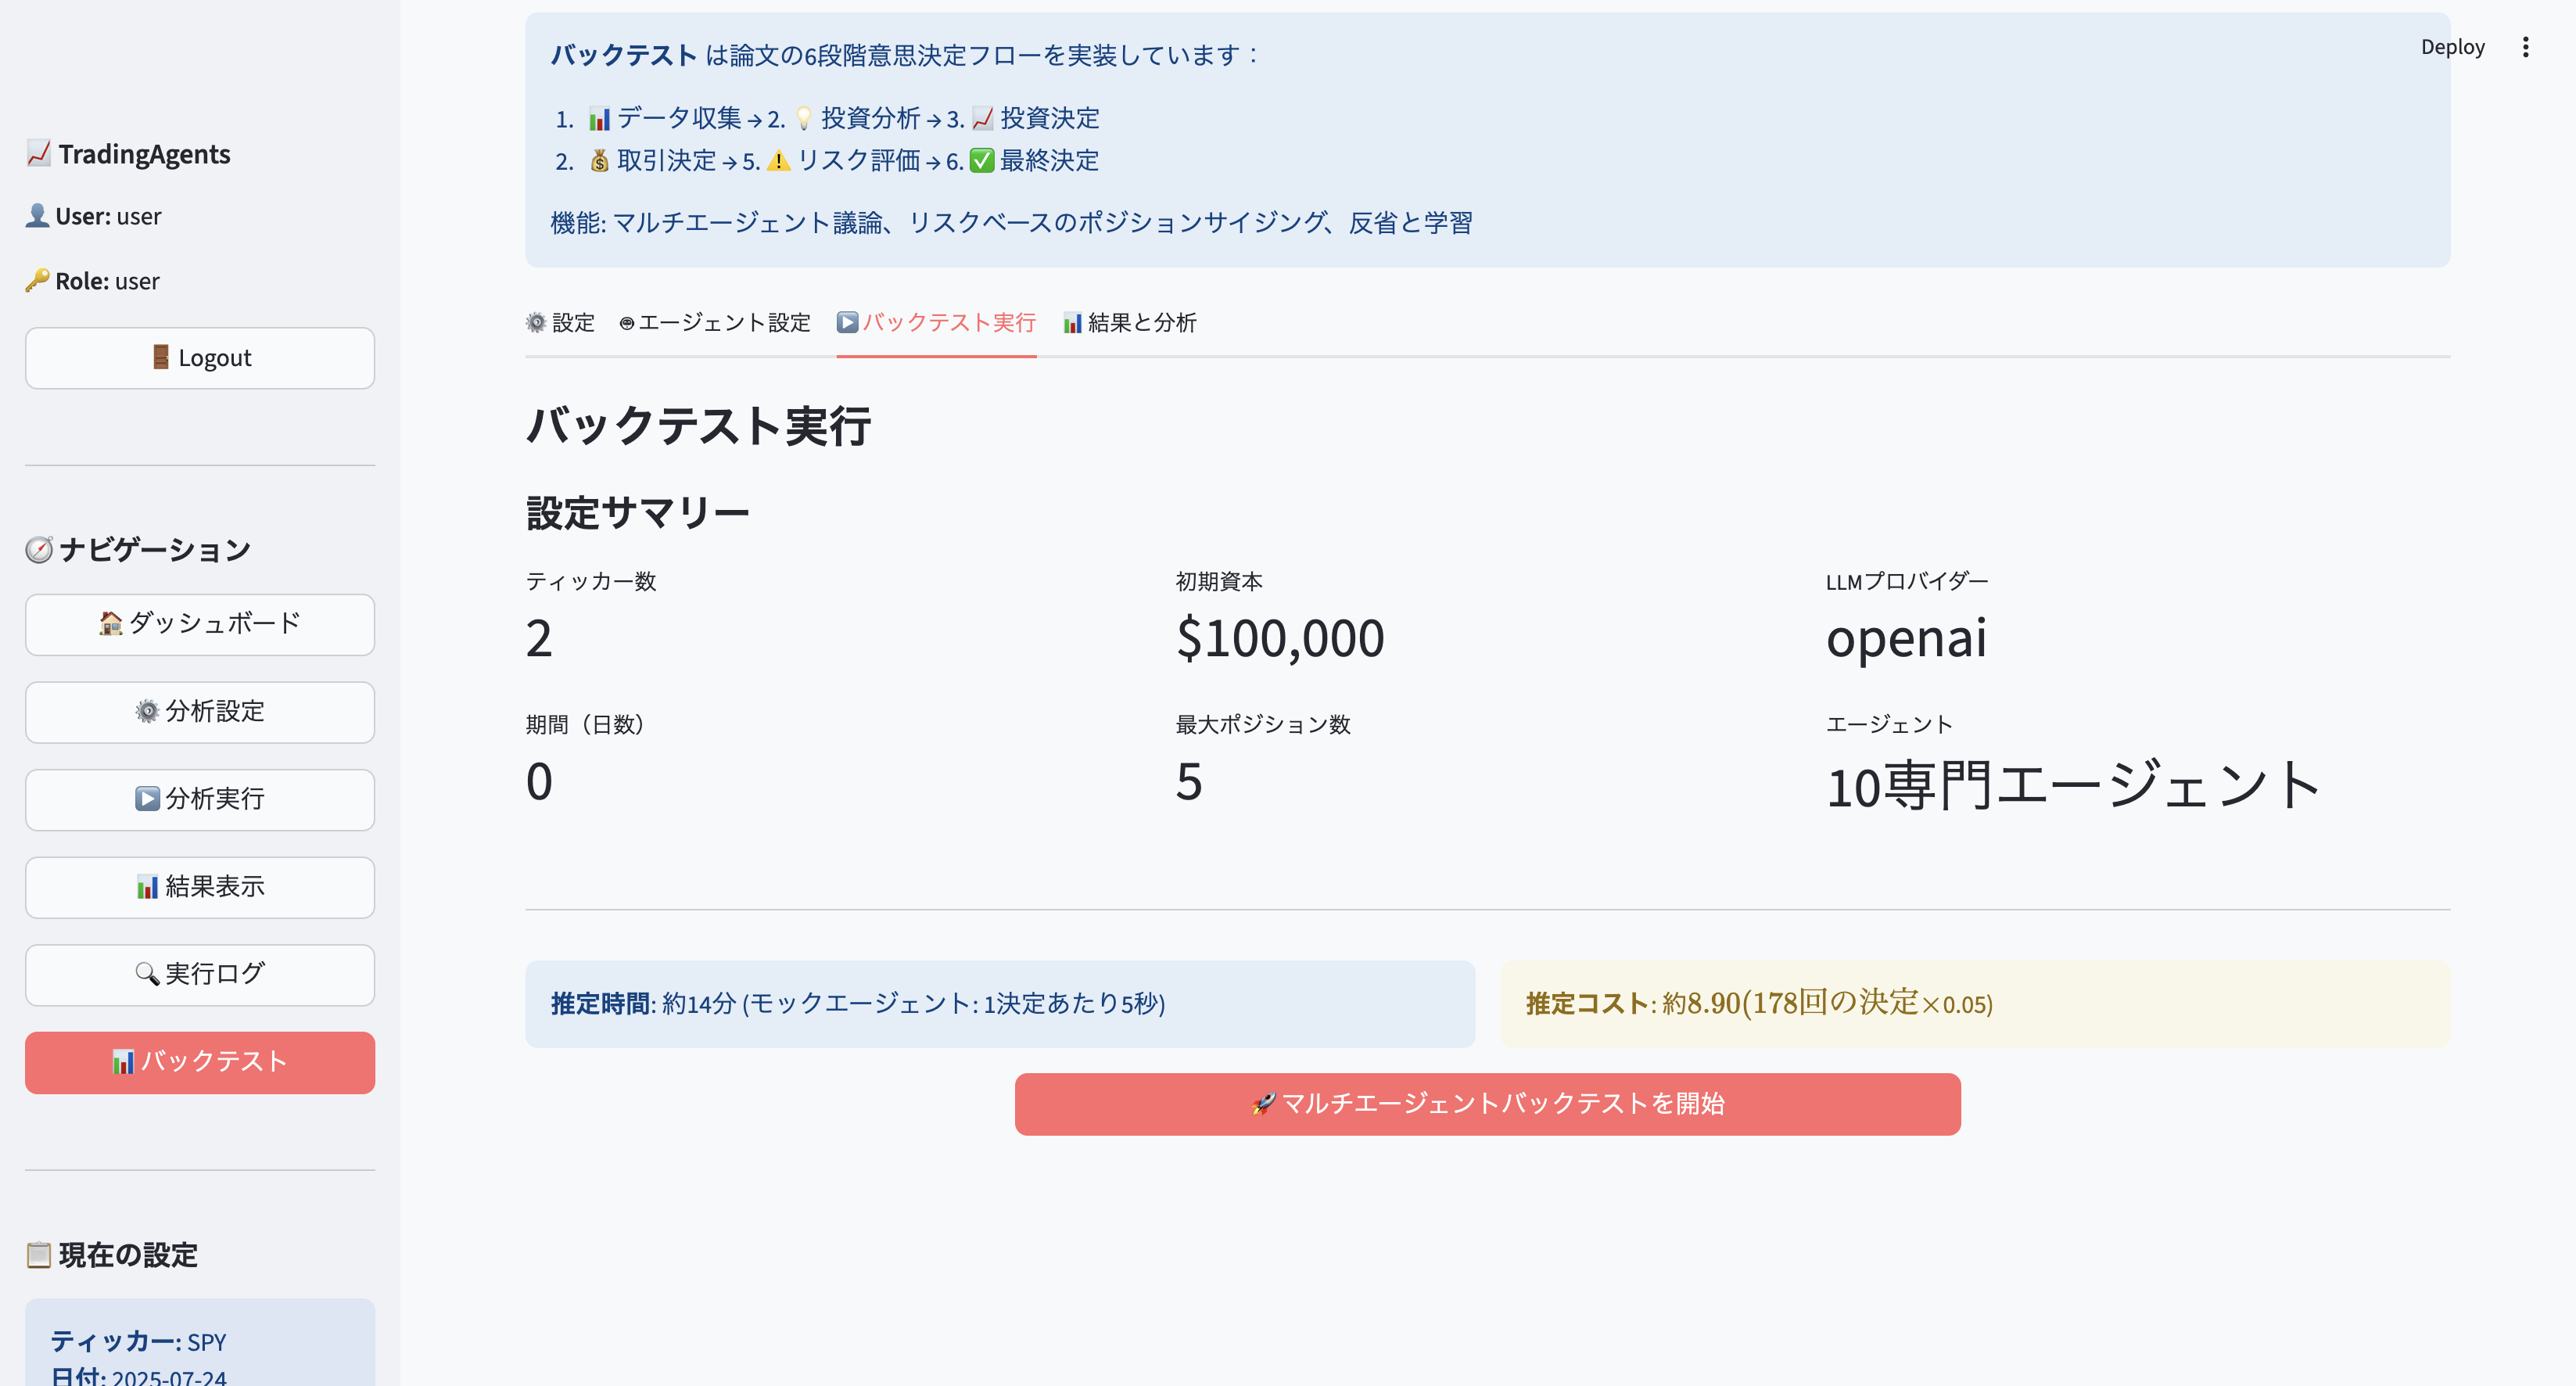 TradingAgents
User: user
Role: user
Logout
ナビゲーション
ダッシュボード
分析設定
分析実行
結果表示
実行ログ
バックテスト
現在の設定
ティッカー: SPY
日付: 2025-07-24
Deploy
バックテスト は論文の6段階意思決定フローを実装しています：
1. データ収集 → 2. 投資分析 → 3. 投資決定
2. 取引決定 → 5. リスク評価 → 6. 最終決定
機能: マルチエージェント議論、リスクベースのポジションサイジング、反省と学習
設定 エージェント設定 バックテスト実行 結果と分析
バックテスト実行
設定サマリー
ティッカー数
2
初期資本
$100,000
LLMプロバイダー
openai
期間（日数）
0
最大ポジション数
5
エージェント
10専門エージェント
推定時間: 約14分 (モックエージェント: 1決定あたり5秒)
推定コスト: 約8.90(178回の決定×0.05)
マルチエージェントバックテストを開始